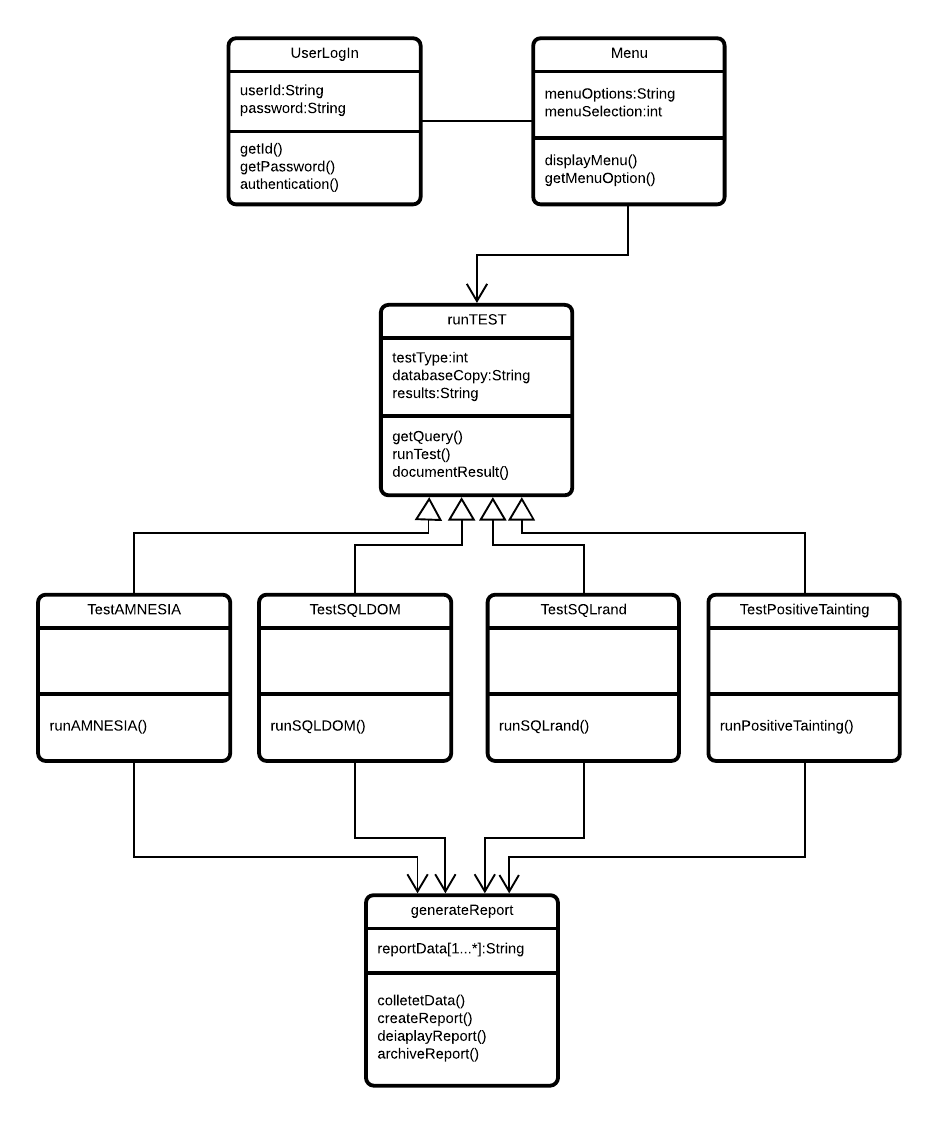 UserLogIn
userId:String
password:String
getId()
getPassword()
authentication()
Menu
menuOptions:String
menuSelection:int
displayMenu()
getMenuOption()
runTEST
testType:int
databaseCopy:String
results:String
getQuery()
runTest()
documentResult()
TestAMNESIA
runAMNESIA()
TestSQLDOM
runSQLDOM()
TestSQLrand
runSQLrand()
TestPositiveTainting
runPositiveTainting()
generateReport
reportData[1...*]:String
colletetData()
createReport()
deiaplayReport()
archiveReport()